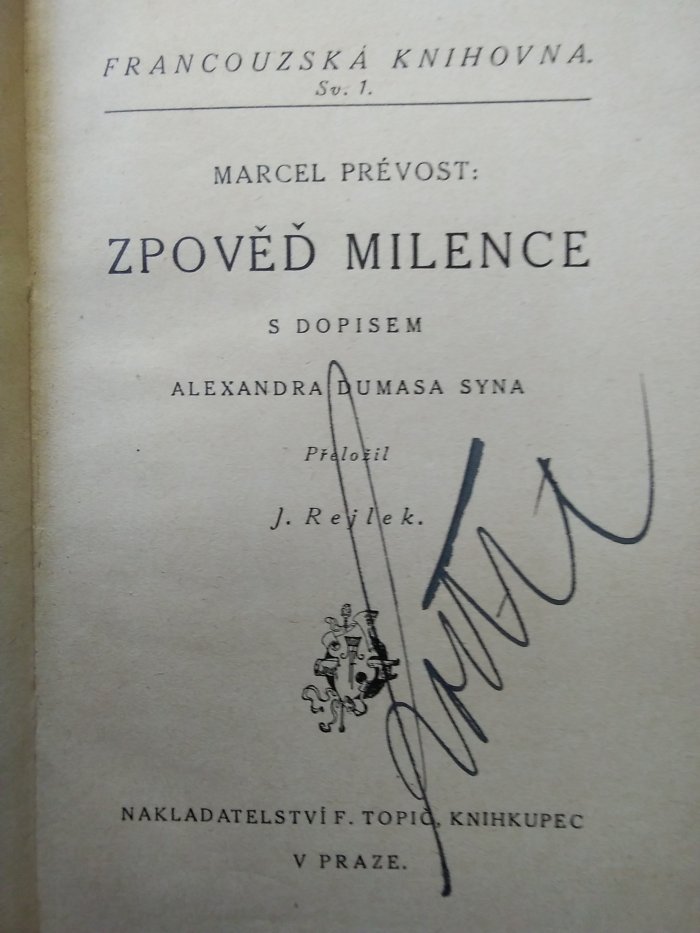 FRANCOUZSKÁ KNIHOVNA.
Sv. 1.
MARCEL PRÉVOST:
ZPOVĚĎ MILENCE
S DOPISEM
ALEXANDRA DUMASA SYNA
Přeložil
J. Rejlek.
NAKLADATELSTVÍ F. TOPIČ, KNIHKUPEC
V PRAZE.